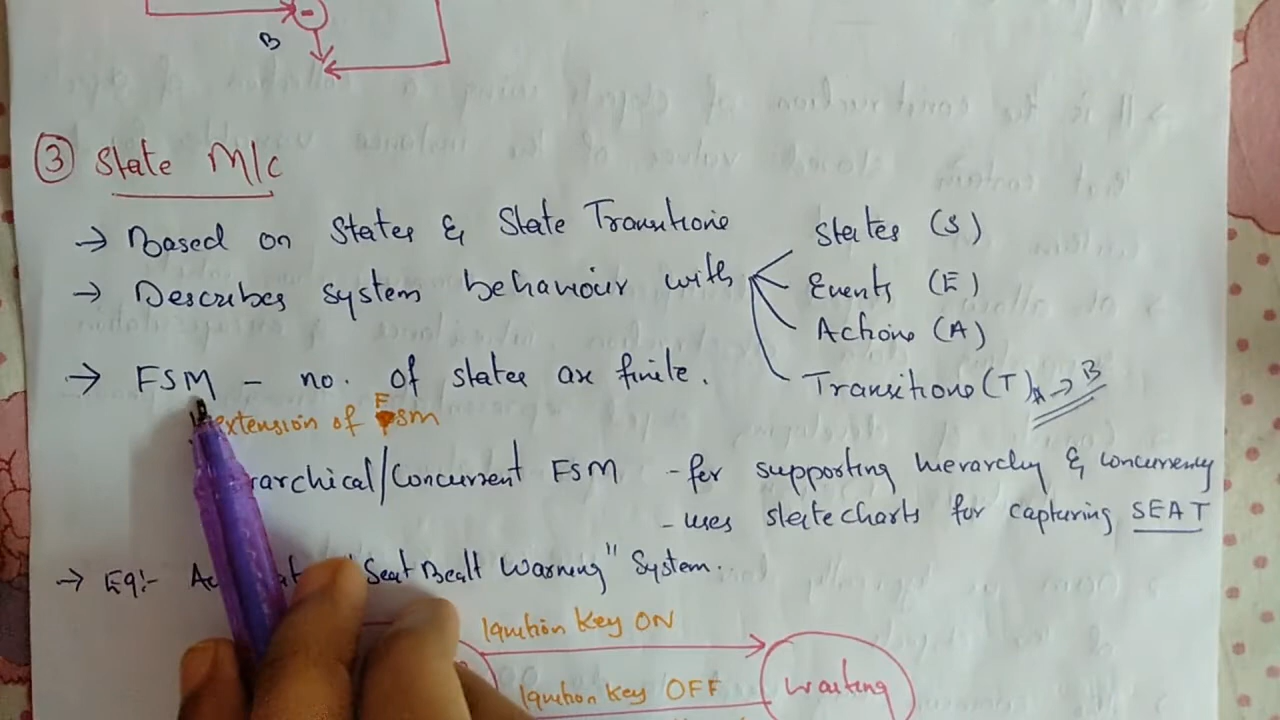 B
③ State M/c
→ Based on States & State Transitions
States (S)
→ Describes system behaviour with
Events (E)
Actions (A)
Transitions (T) A → B
→ FSM - no. of states are finite.
extension of FSM
rarchical/Concurrent FSM - for supporting hierarchy & concurrency
- uses statecharts for capturing SEAT
→ Eg:- "Seat Bealt Warning" System.
Ignition Key ON
Ignition Key OFF
Waiting